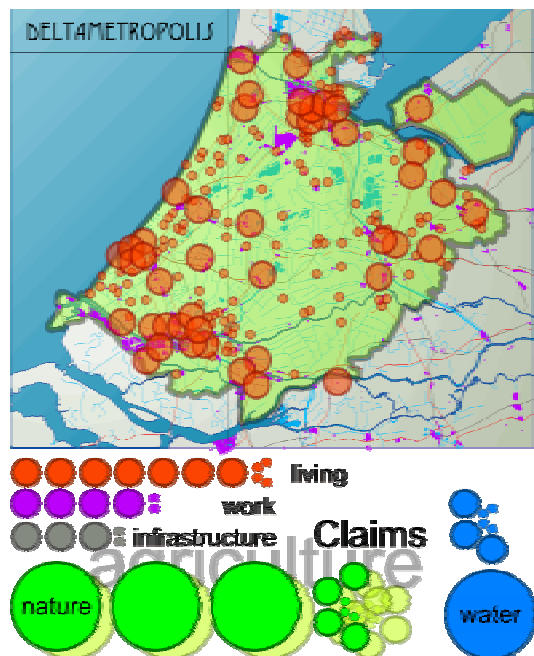 DELTAMETROPOLIS
living
work
infrastructure
Claims
agriculture
nature
water